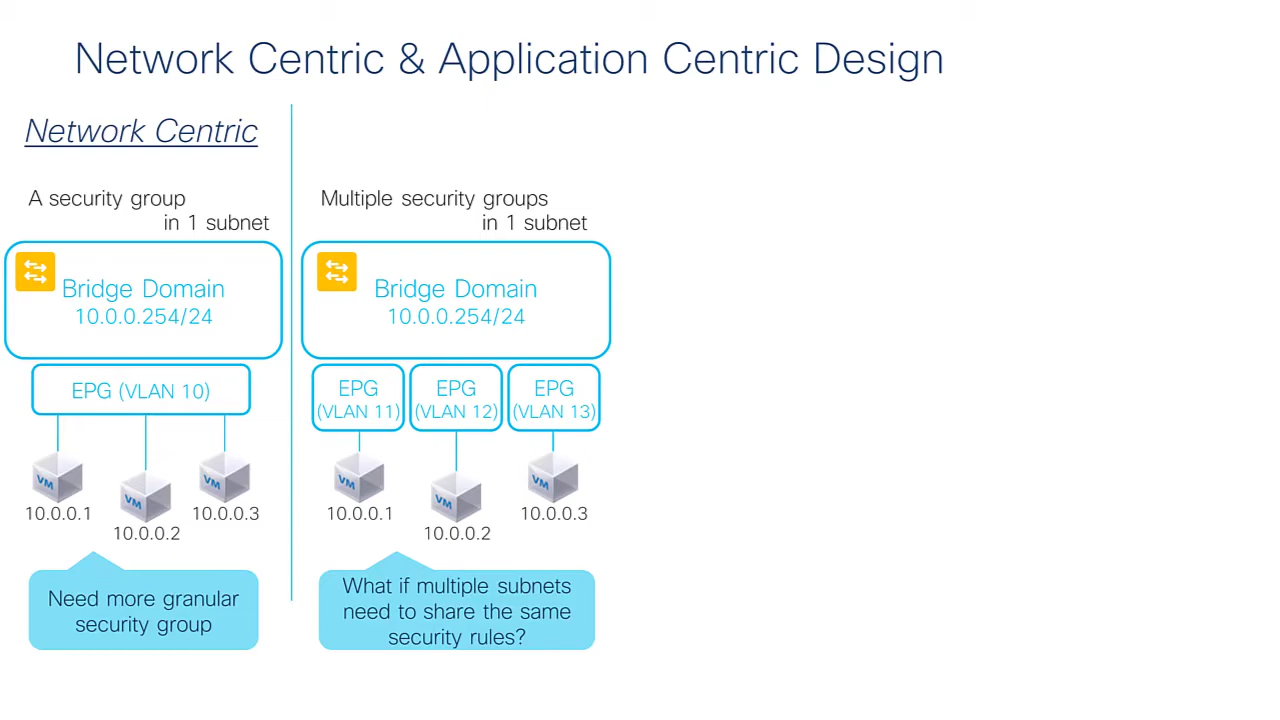 Network Centric & Application Centric Design
Network Centric
A security group
in 1 subnet
Bridge Domain
10.0.0.254/24
EPG (VLAN 10)
VM
VM
VM
10.0.0.1
10.0.0.2
10.0.0.3
Need more granular
security group
Multiple security groups
in 1 subnet
Bridge Domain
10.0.0.254/24
EPG
(VLAN 11)
EPG
(VLAN 12)
EPG
(VLAN 13)
VM
VM
VM
10.0.0.1
10.0.0.2
10.0.0.3
What if multiple subnets
need to share the same
security rules?